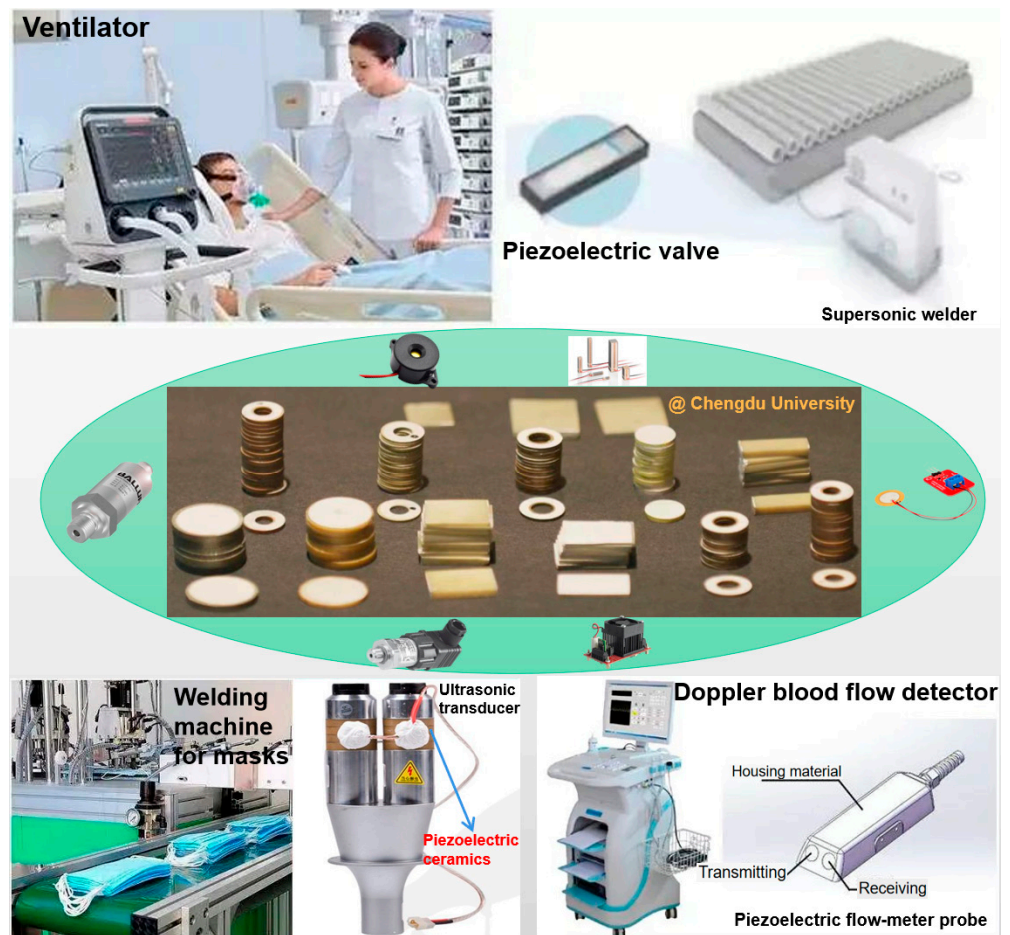 Ventilator
Piezoelectric valve
Supersonic welder
@ Chengdu University
Welding
machine
for masks
Ultrasonic
transducer
Piezoelectric
ceramics
Doppler blood flow detector
Housing material
Transmitting
Receiving
Piezoelectric flow-meter probe